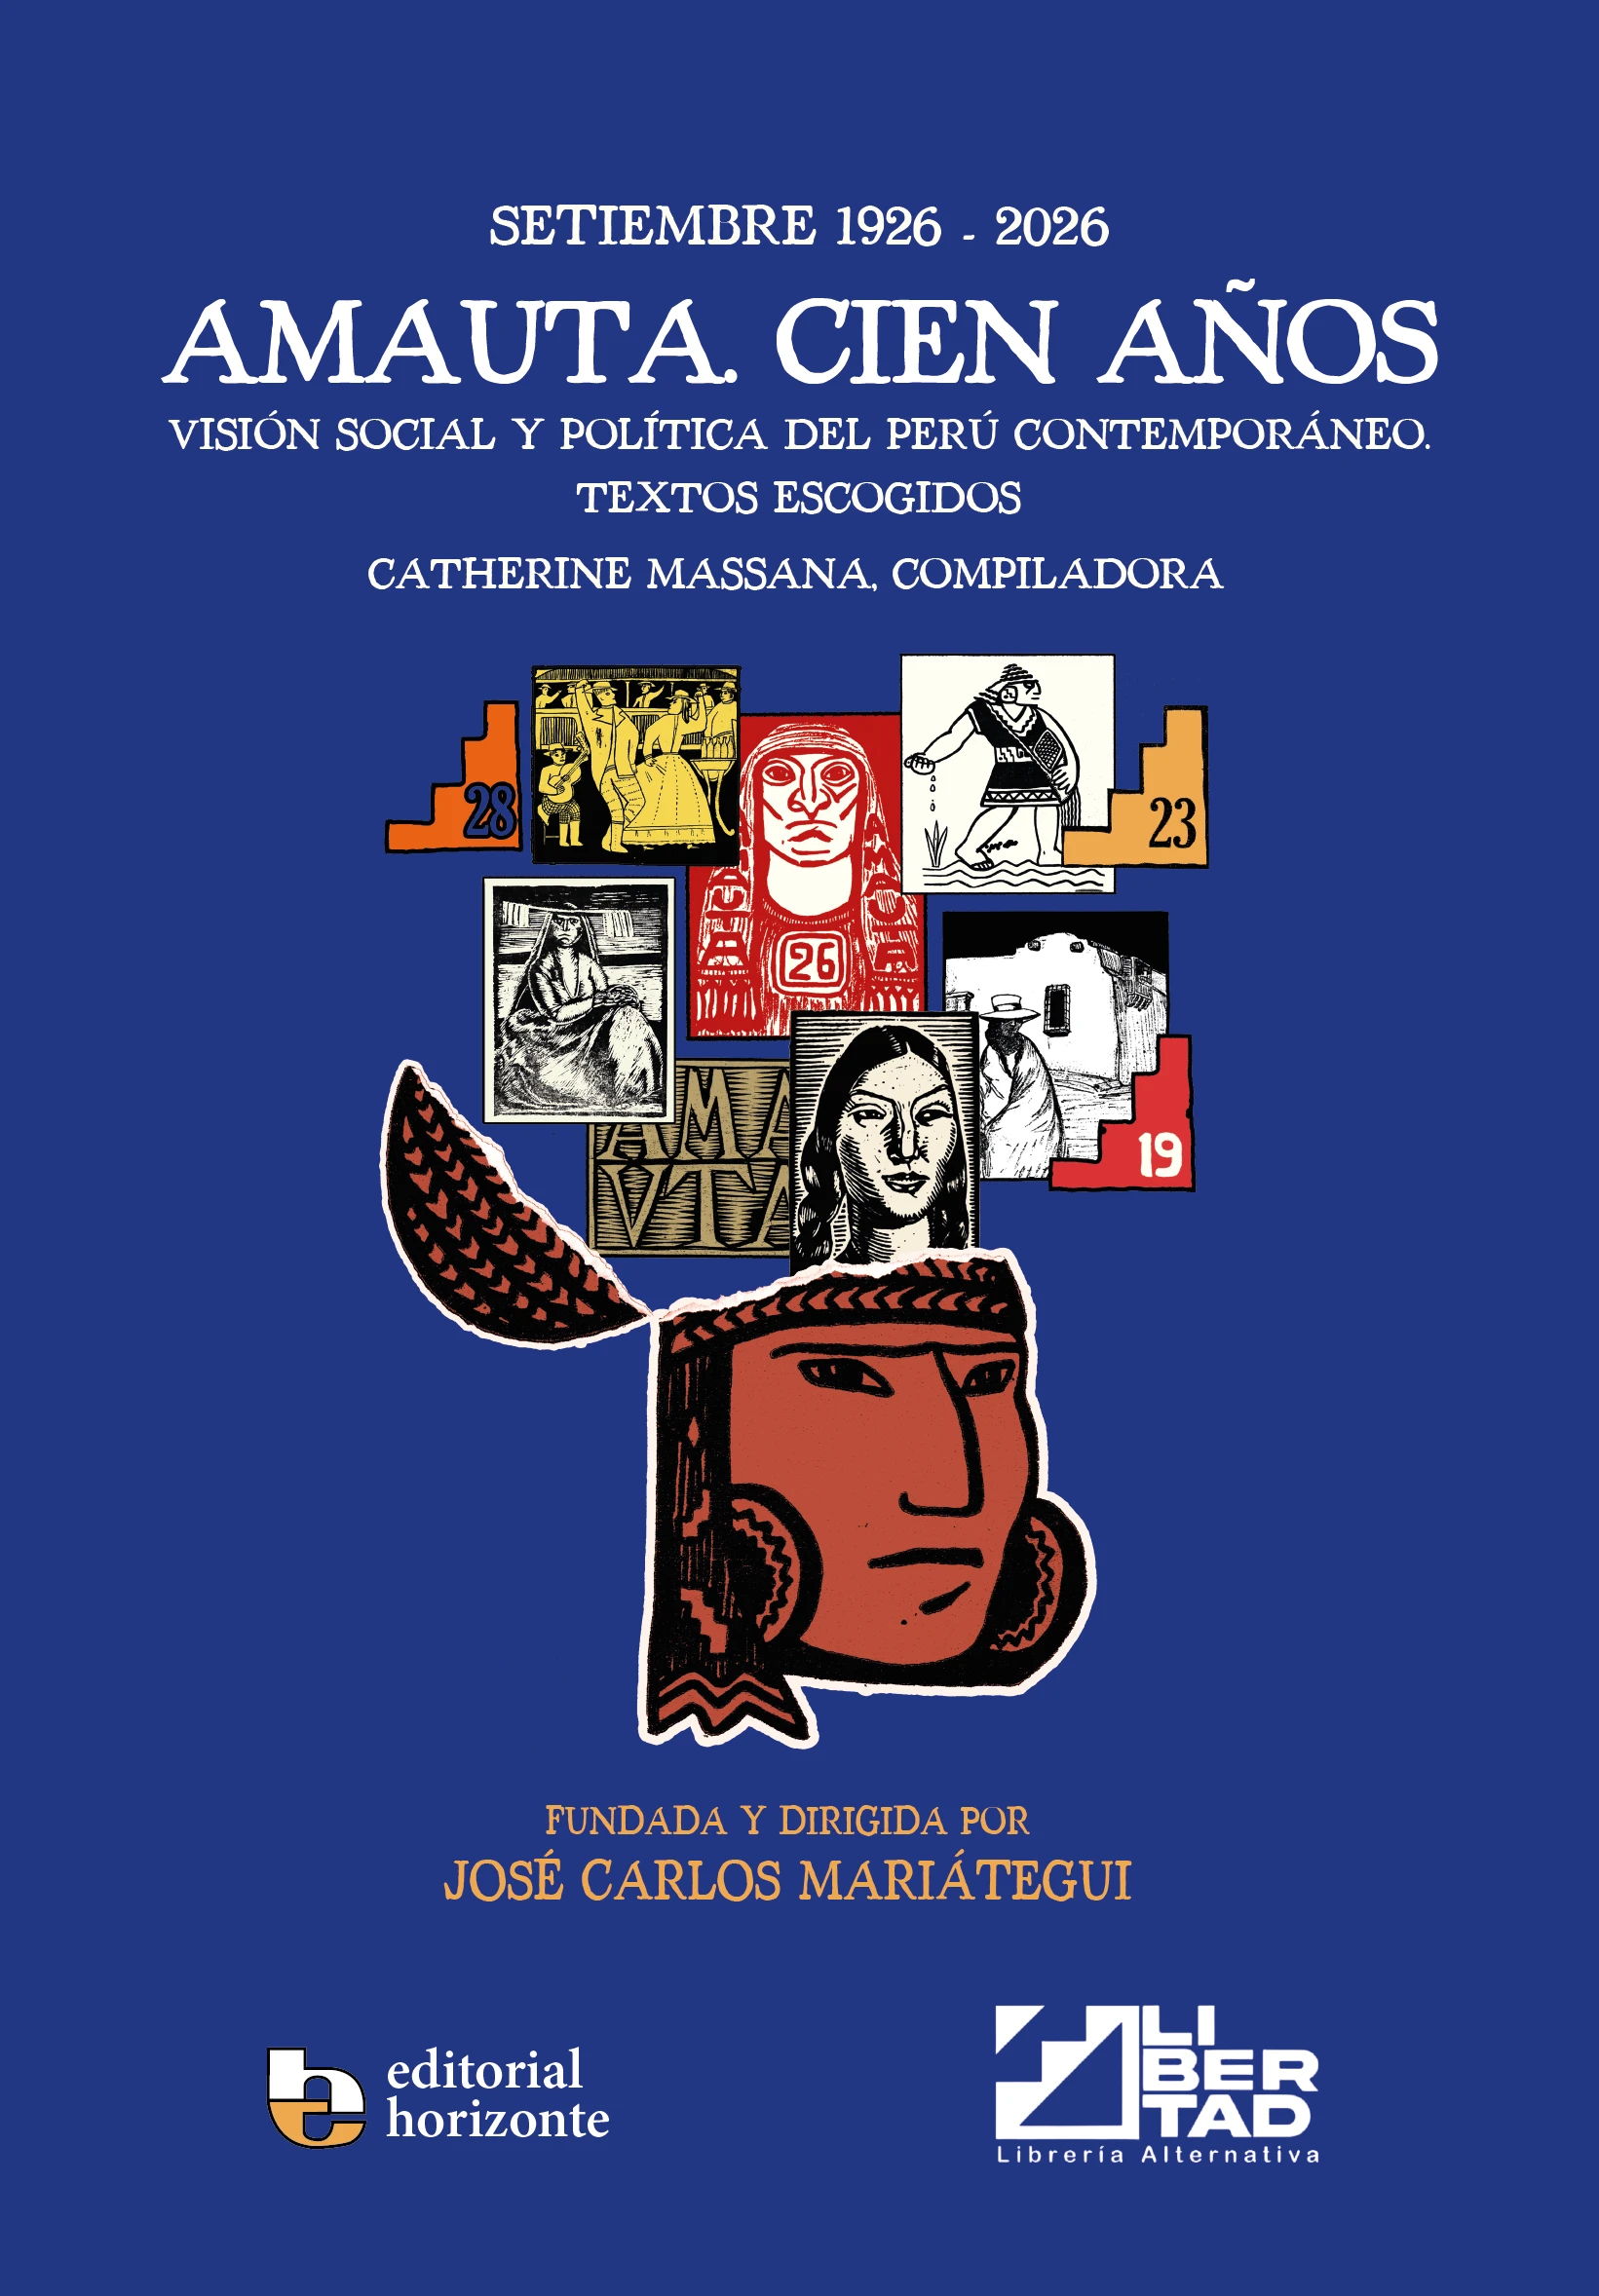 SETIEMBRE 1926 - 2026
AMAUTA. CIEN AÑOS
VISIÓN SOCIAL Y POLÍTICA DEL PERÚ CONTEMPORÁNEO.
TEXTOS ESCOGIDOS
CATHERINE MASSANA, COMPILADORA
28
23
26
AMA
VTA
19
FUNDADA Y DIRIGIDA POR
JOSÉ CARLOS MARIÁTEGUI
editorial
horizonte
LI
BER
TAD
Librería Alternativa